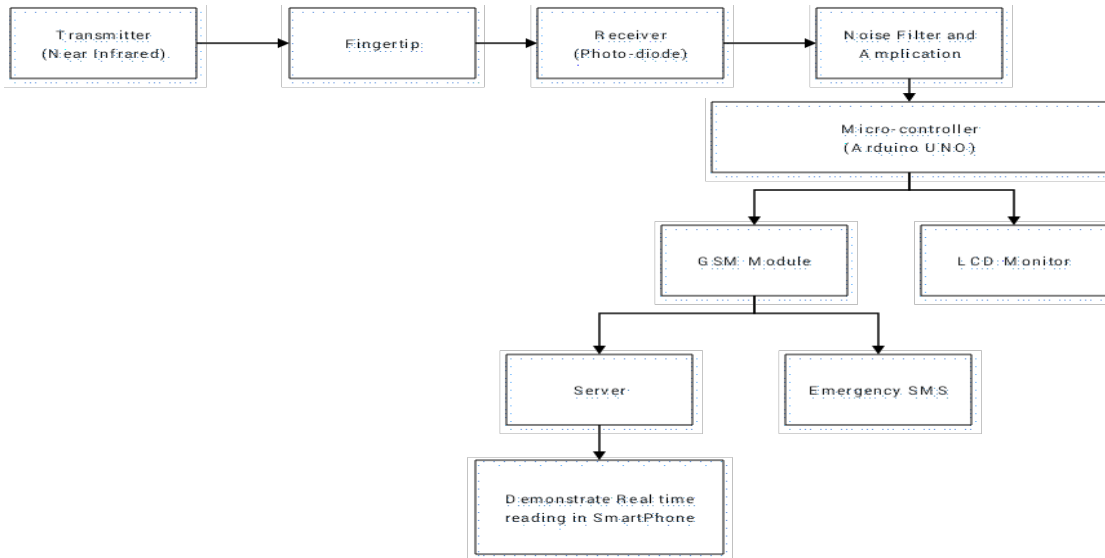 Transmitter
(Near Infrared)
Fingertip
Receiver
(Photo-diode)
Noise Filter and
Amplication
Micro-controller
(Arduino UNO)
GSM Module
LCD Monitor
Server
Emergency SMS
Demonstrate Real time
reading in SmartPhone